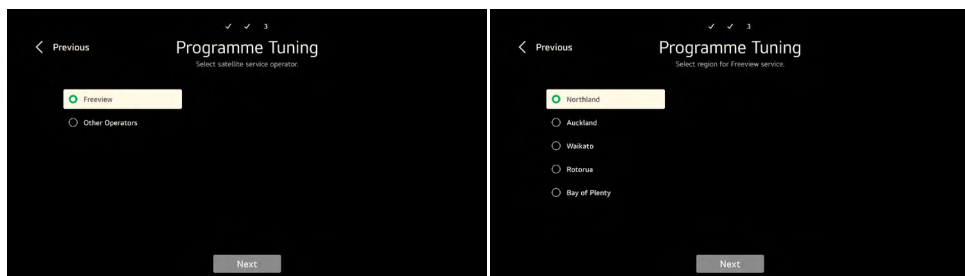 ✓ ✓ 3
Previous
Programme Tuning
Select satellite service operator.
Freeview
Other Operators
Next
✓ ✓ 3
Previous
Programme Tuning
Select region for Freeview service.
Northland
Auckland
Waikato
Rotorua
Bay of Plenty
Next